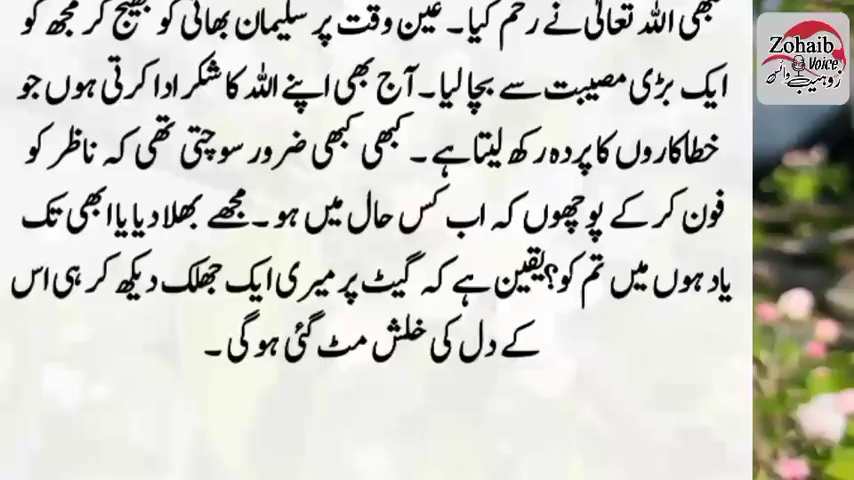 کبھی اللہ تعالیٰ نے رحم کیا۔ عین وقت پر سلیمان بھائی کو بھیج کر مجھ کو
ایک بڑی مصیبت سے بچا لیا۔ آج بھی اپنے اللہ کا شکر ادا کرتی ہوں جو
خطاکاروں کا پردہ رکھ لیتا ہے۔ کبھی کبھی ضرور سوچتی تھی کہ ناظر کو
فون کر کے پوچھوں کہ اب کس حال میں ہو۔ مجھے بھلا دیا یا ابھی تک
یاد ہوں میں تم کو؟ یقین ہے کہ گیٹ پر میری ایک جھلک دیکھ کر ہی اس
کے دل کی خلش مٹ گئی ہو گی۔
Zohaib
Voice
زوہیب وائس